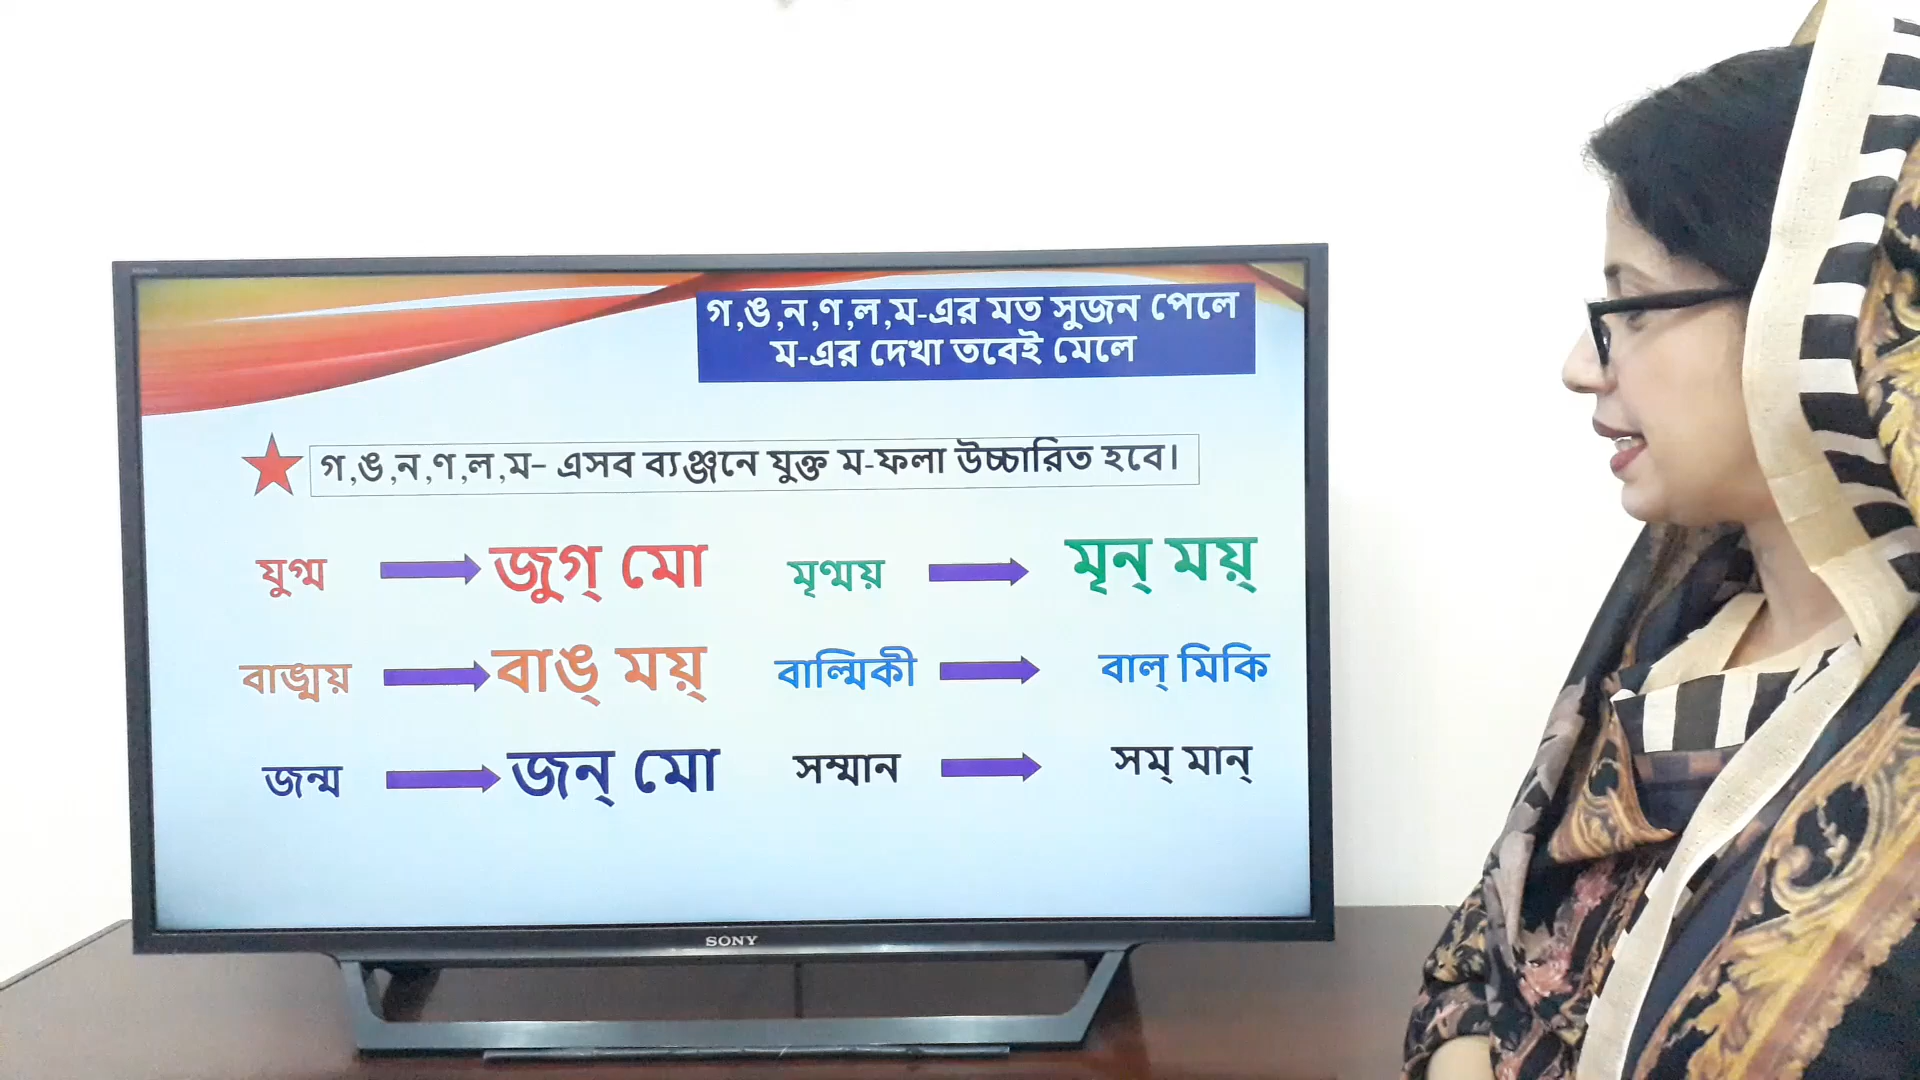 গ,ঙ,ন,ণ,ল,ম-এর মত সুজন পেলে
ম-এর দেখা তবেই মেলে
গ,ঙ,ন,ণ,ল,ম– এসব ব্যঞ্জনে যুক্ত ম-ফলা উচ্চারিত হবে।
যুগ্ম জুগ্ মো মৃণ্ময় মৃন্ ময়্
বাঙ্ময় বাঙ্ ময়্ বাল্মিকী বাল্ মিকি
জন্ম জন্ মো সম্মান সম্ মান্
SONY